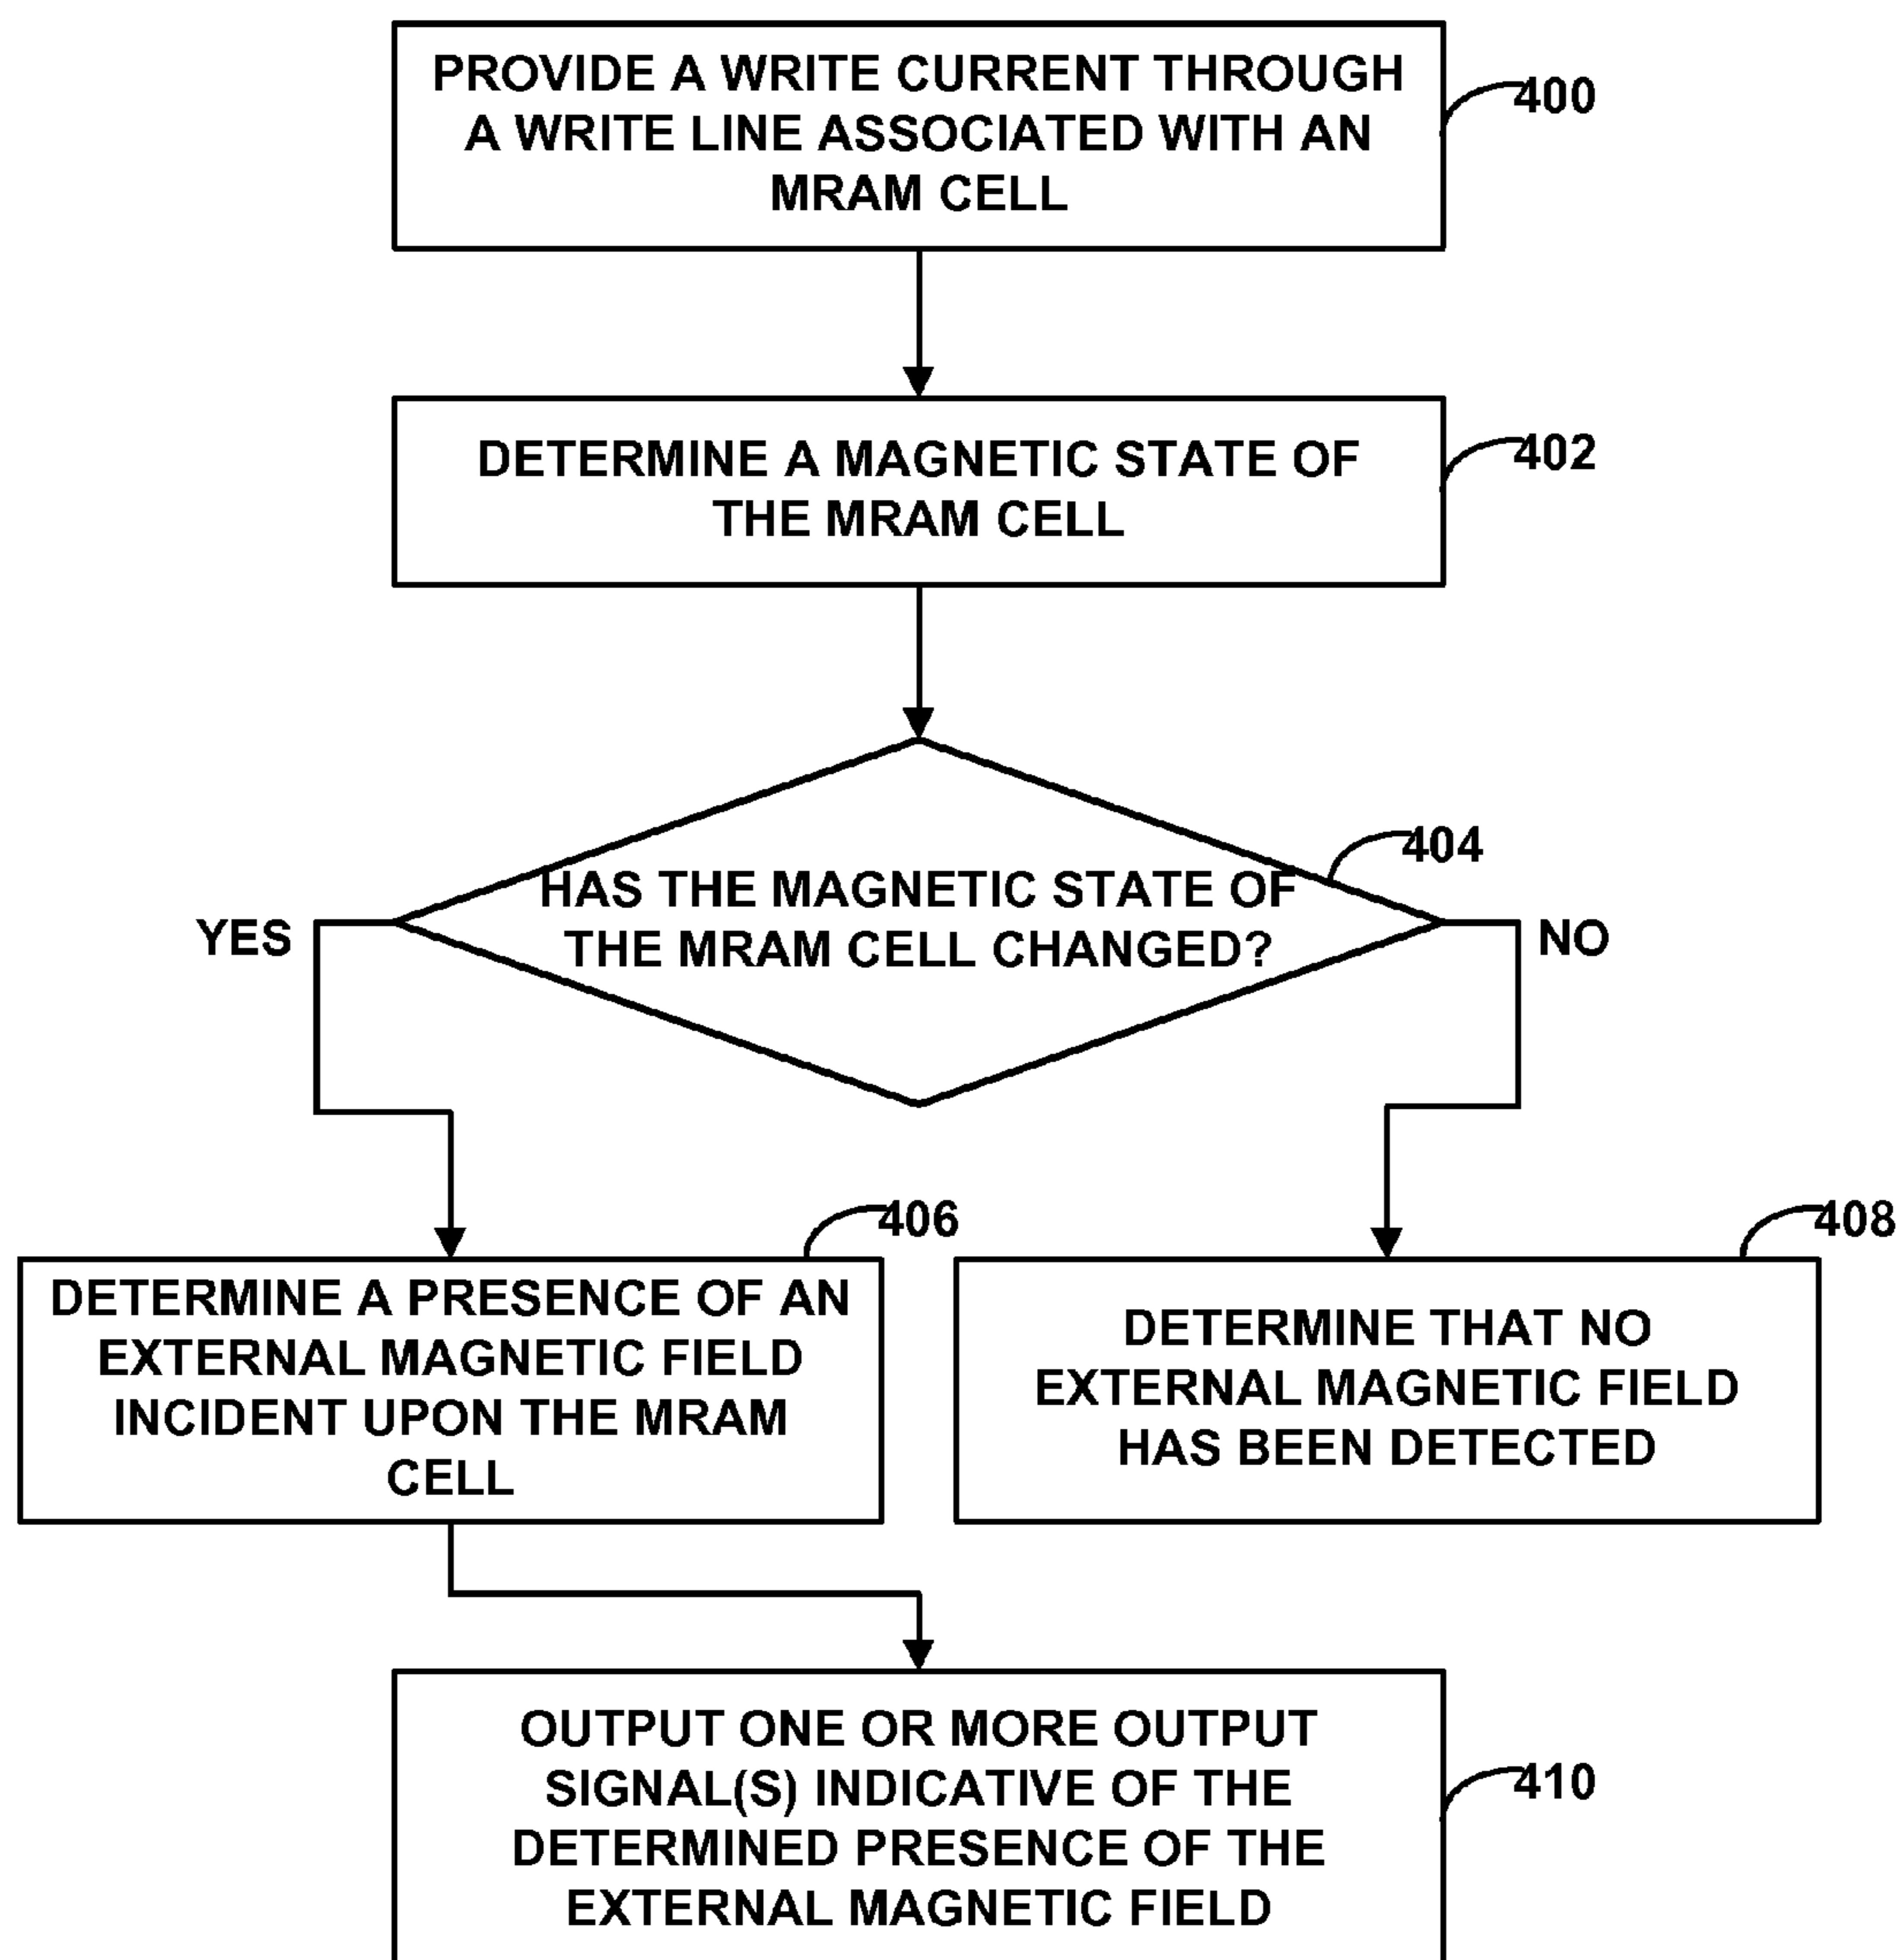 PROVIDE A WRITE CURRENT THROUGH
A WRITE LINE ASSOCIATED WITH AN
MRAM CELL
400
DETERMINE A MAGNETIC STATE OF
THE MRAM CELL
402
404
HAS THE MAGNETIC STATE OF
THE MRAM CELL CHANGED?
YES
NO
406
DETERMINE A PRESENCE OF AN
EXTERNAL MAGNETIC FIELD
INCIDENT UPON THE MRAM
CELL
408
DETERMINE THAT NO
EXTERNAL MAGNETIC FIELD
HAS BEEN DETECTED
OUTPUT ONE OR MORE OUTPUT
SIGNAL(S) INDICATIVE OF THE
DETERMINED PRESENCE OF THE
EXTERNAL MAGNETIC FIELD
410